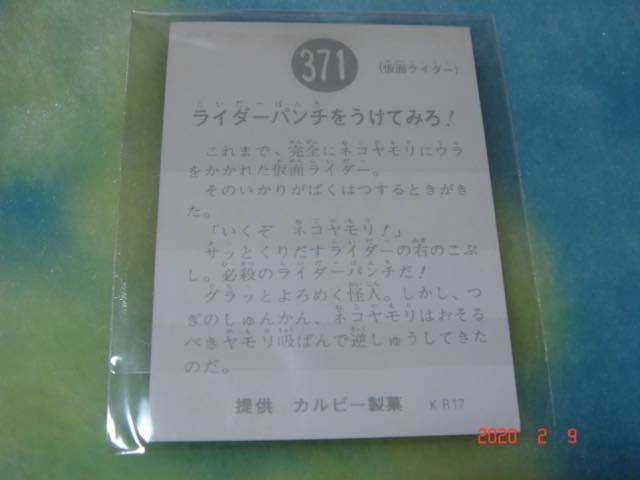 371
(仮面ライダー)
ライダーパンチをうけてみろ!
これまで、完全にネコヤモリにウラ
をかかれた仮面ライダー。
そのいかりがばくはつするときがき
た。
「いくぞ ネコヤモリ!」
サッとくりだすライダーの右のこぶ
し。必殺のライダーパンチだ!
グラッとよろめく怪人。しかし、つ
ぎのしゅんかん、ネコヤモリはおそる
べきヤモリ吸ばんで逆しゅうしてきた
のだ。
提供 カルビー製菓 KR17
2020 2 9